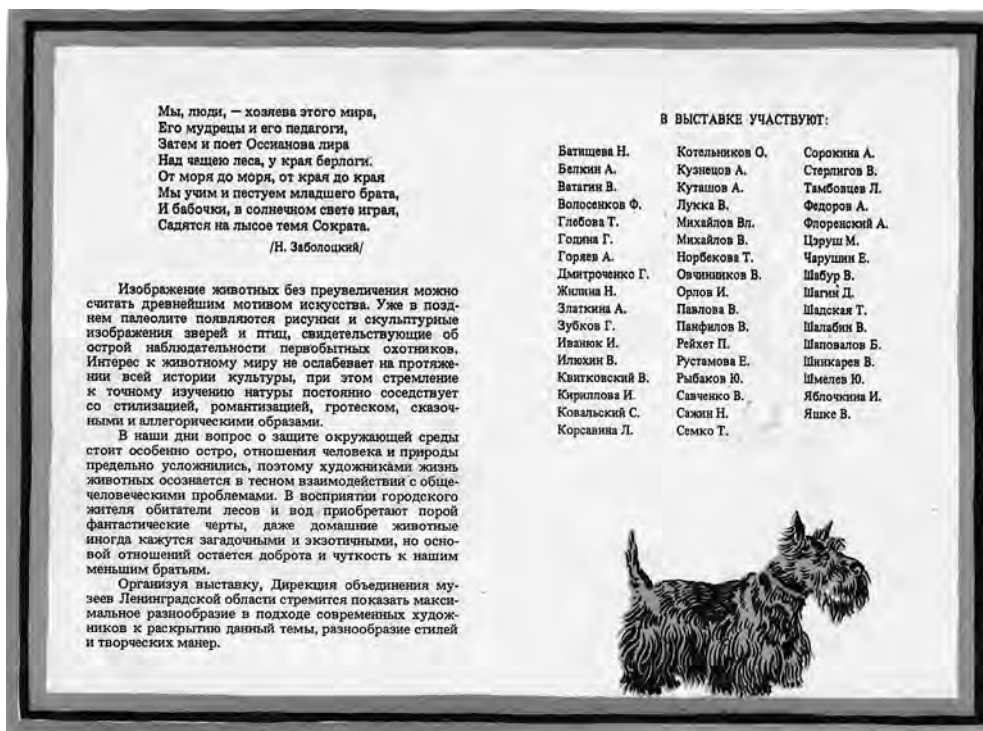 Мы, люди, — хозяева этого мира,
Его мудрецы и его педагоги,
Затем и поет Оссианова лира
Над чащею леса, у края берлоги.
От моря до моря, от края до края
Мы учим и пестуем младшего брата,
И бабочки, в солнечном свете играя,
Садятся на лысое темя Сократа.
/Н. Заболоцкий/
Изображение животных без преувеличения можно
считать древнейшим мотивом искусства. Уже в позд-
нем палеолите появляются рисунки и скульптурные
изображения зверей и птиц, свидетельствующие об
острой наблюдательности первобытных охотников.
Интерес к животному миру не ослабевает на протяже-
нии всей истории культуры, при этом стремление
к точному изучению натуры постоянно соседствует
со стилизацией, романтизацией, гротеском, сказоч-
ными и аллегорическими образами.
В наши дни вопрос о защите окружающей среды
стоит особенно остро, отношения человека и природы
предельно усложнились, поэтому художниками жизнь
животных осознается в тесном взаимодействии с обще-
человеческими проблемами. В восприятии городского
жителя обитатели лесов и вод приобретают порой
фантастические черты, даже домашние животные
иногда кажутся загадочными и экзотичными, но осно-
вой отношений остается доброта и чуткость к нашим
меньшим братьям.
Организуя выставку, Дирекция объединения му-
зеев Ленинградской области стремится показать макси-
мальное разнообразие в подходе современных худож-
ников к раскрытию данный темы, разнообразие стилей
и творческих манер.
В ВЫСТАВКЕ УЧАСТВУЮТ:
Батищева Н.
Белкин А.
Ватагин В.
Волосенков Ф.
Глебова Т.
Година Г.
Горяев А.
Дмитроченко Г.
Жилина Н.
Златкина А.
Зубков Г.
Иванюк И.
Илюхин В.
Квитковский В.
Кириллова И.
Ковальский С.
Корсавина Л.
Котельников О.
Кузнецов А.
Куташов А.
Лукка В.
Михайлов Вл.
Михайлов В.
Норбекова Т.
Овчинников В.
Орлов И.
Павлова В.
Панфилов В.
Рейхет П.
Рустамова Е.
Рыбаков Ю.
Савченко В.
Сажин Н.
Семко Т.
Сорокина А.
Стерлигов В.
Тамбовцев Л.
Федоров А.
Флоренский А.
Цэруш М.
Чарушин Е.
Шабур В.
Шагин Д.
Шадская Т.
Шалабин В.
Шаповалов Б.
Шинкарев В.
Шмелев Ю.
Яблочкина И.
Яшке В.